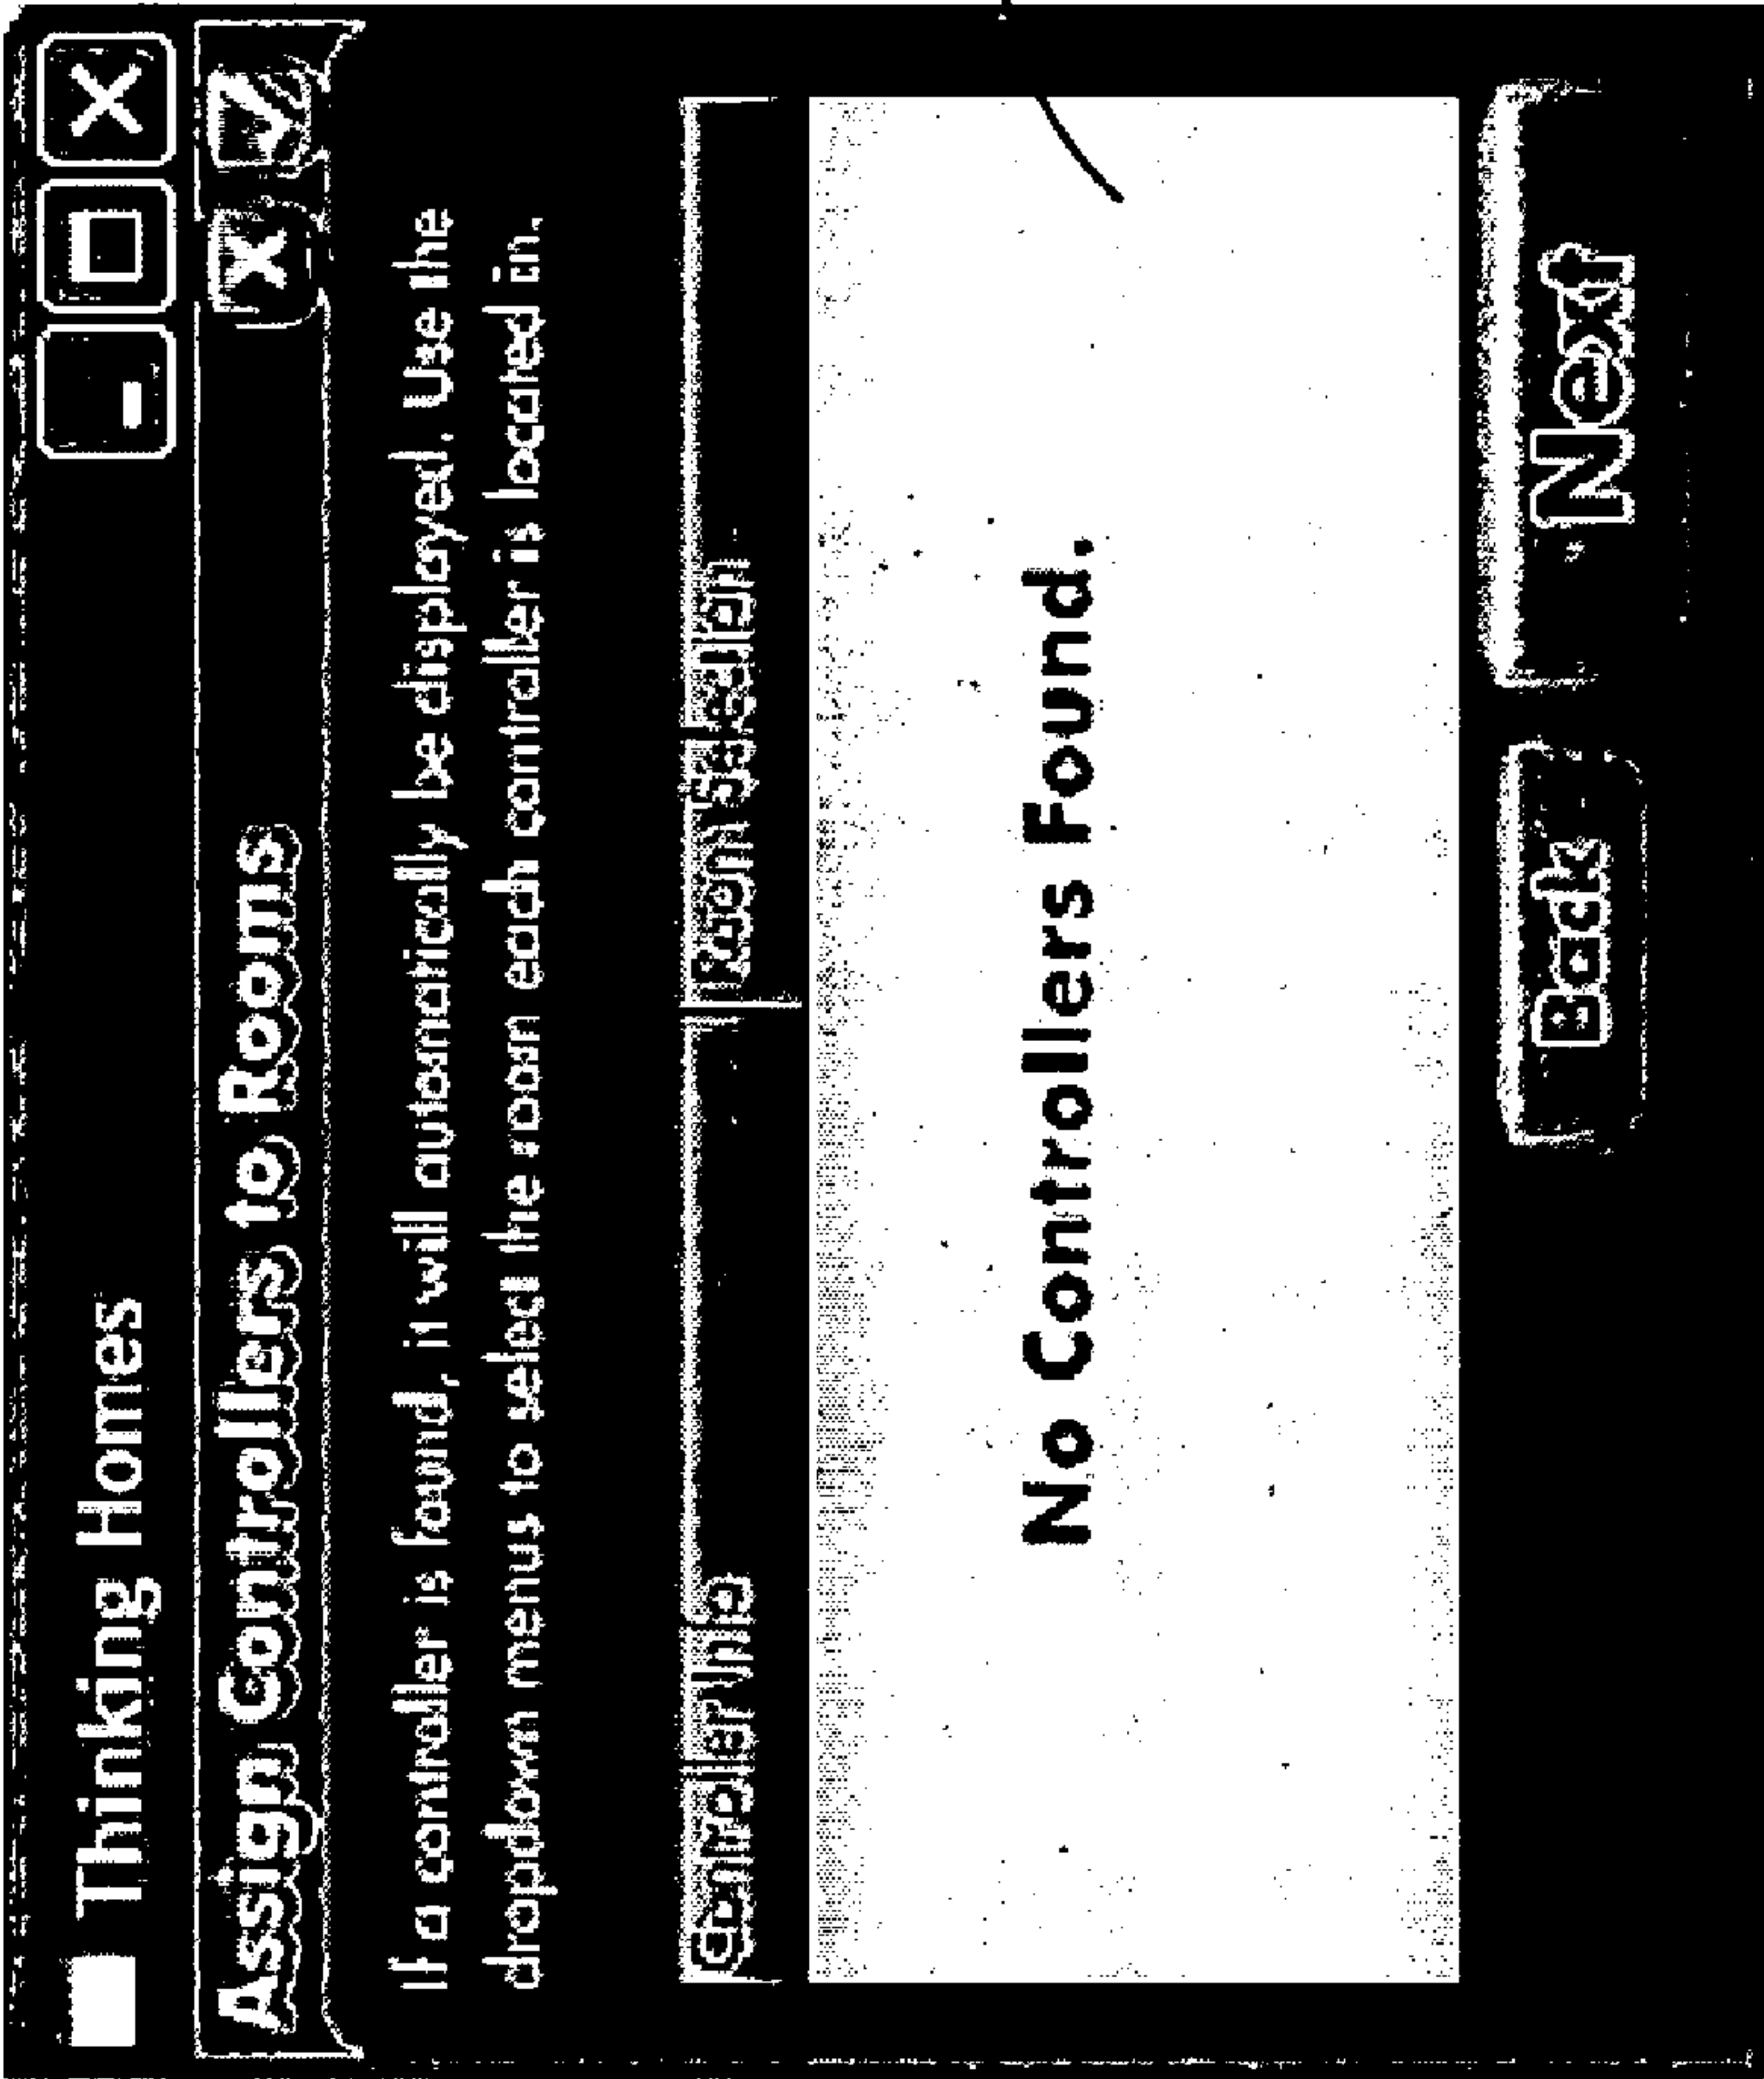 Thinking Homes
Assign Controllers to Rooms
If a controller is found, it will automatically be displayed. Use the
dropdown menus to select the room each controller is located in.
Controller Info
Room Selection
No Controllers Found.
Back
Next